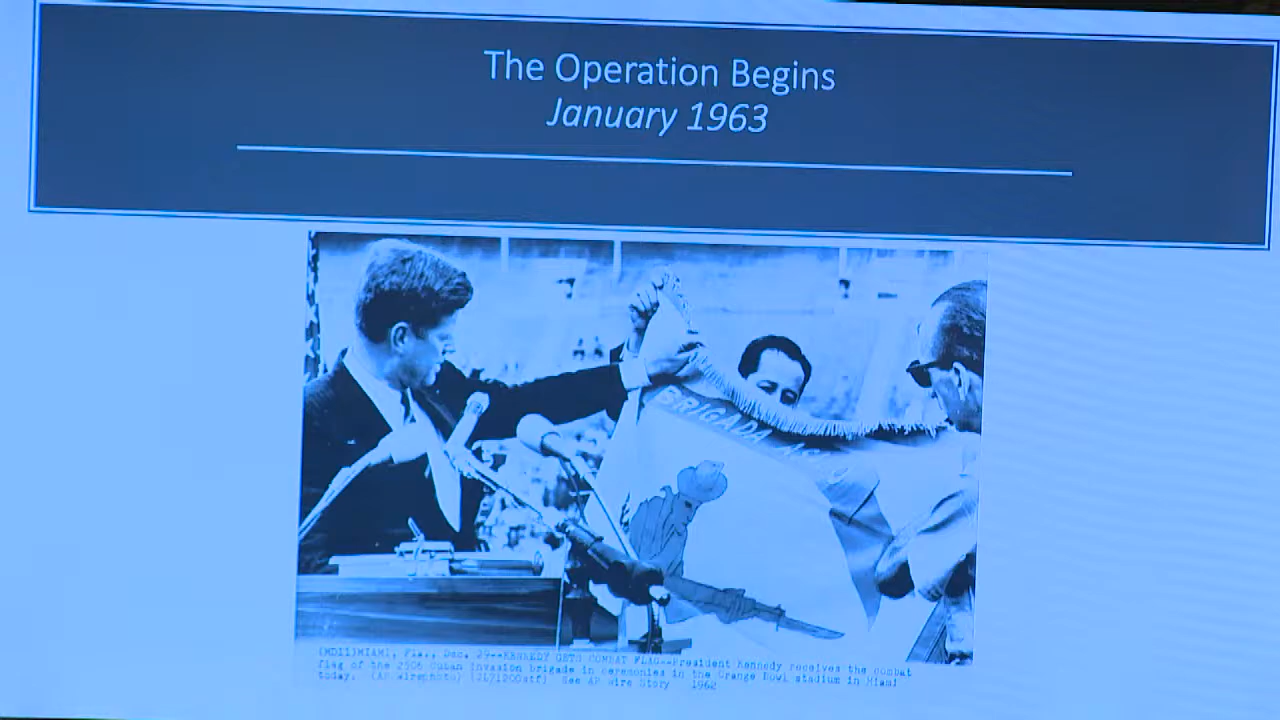 The Operation Begins
January 1963
BRIGADA
(MD11)MIAMI, Fla., Dec. 29--KENNEDY GETS COMBAT FLAG--President Kennedy receives the combat
flag of the 2506 Cuban invasion brigade in ceremonies in the Orange Bowl stadium in Miami
today. (AP Wirephoto) See AP Wire Story 1962